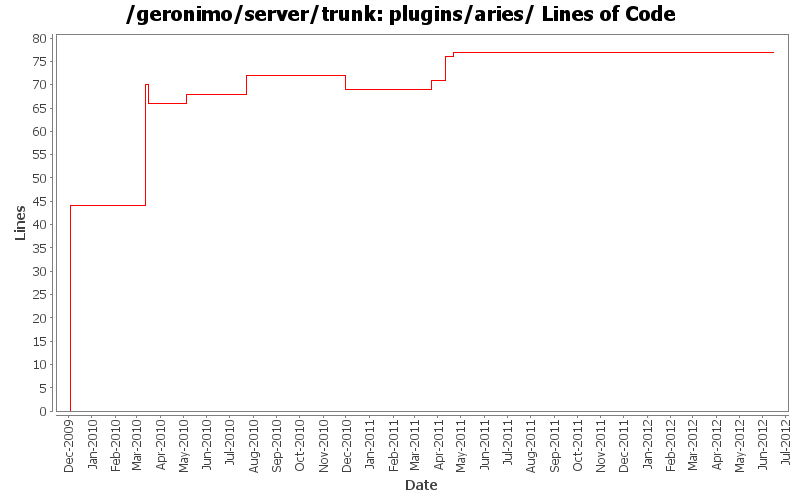 /geronimo/server/trunk: plugins/aries/ Lines of Code
80
75
70
65
60
55
50
45
40
35
30
25
20
15
10
5
0
Lines
Dec-2009
Jan-2010
Feb-2010
Mar-2010
Apr-2010
May-2010
Jun-2010
Jul-2010
Aug-2010
Sep-2010
Oct-2010
Nov-2010
Dec-2010
Jan-2011
Feb-2011
Mar-2011
Apr-2011
May-2011
Jun-2011
Jul-2011
Aug-2011
Sep-2011
Oct-2011
Nov-2011
Dec-2011
Jan-2012
Feb-2012
Mar-2012
Apr-2012
May-2012
Jun-2012
Jul-2012
Date